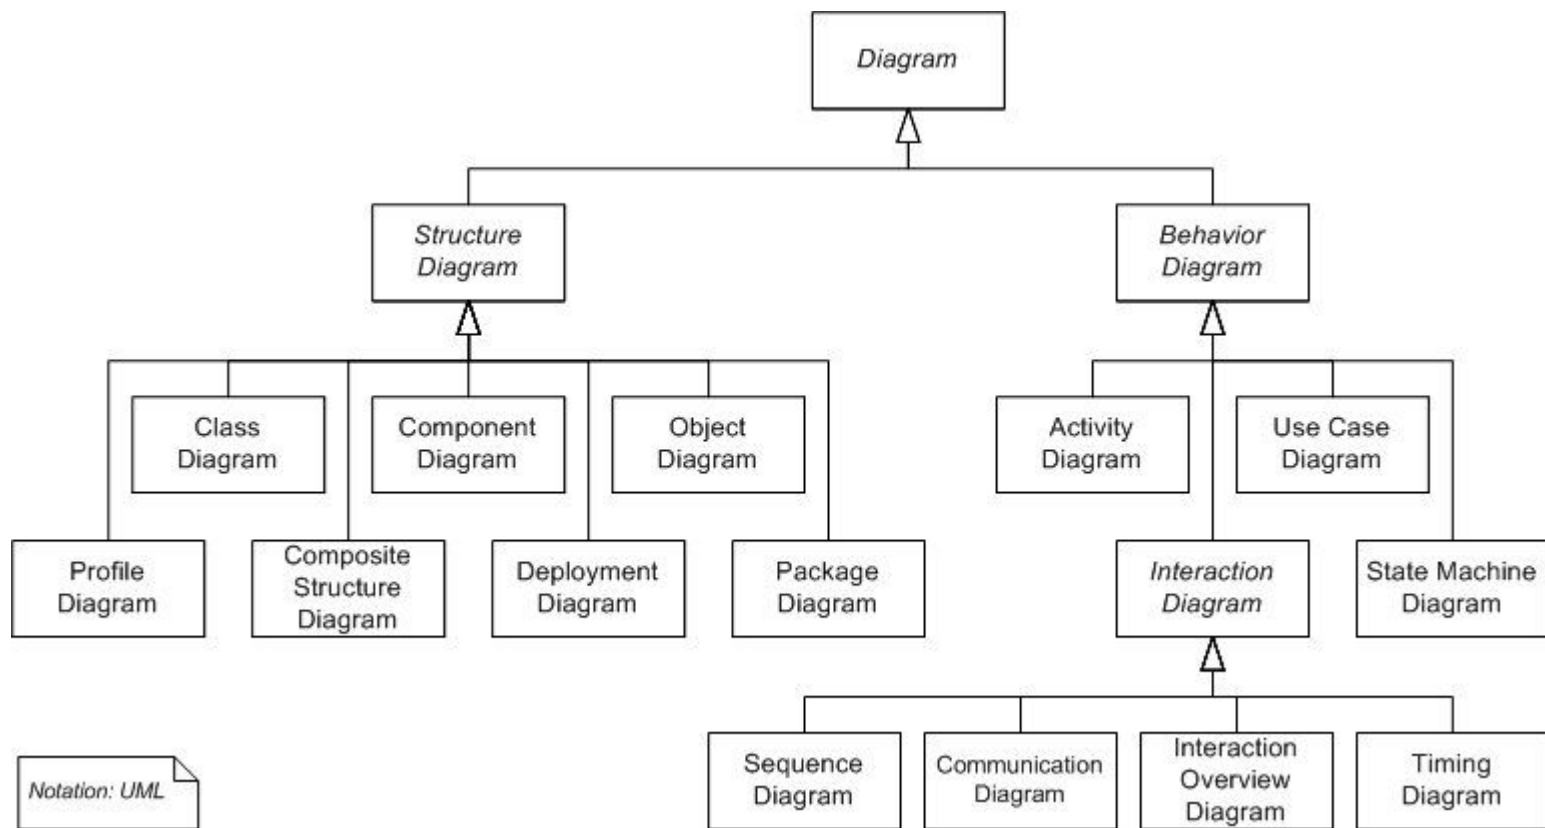 Diagram
Structure
Diagram
Behavior
Diagram
Class
Diagram
Component
Diagram
Object
Diagram
Activity
Diagram
Use Case
Diagram
Profile
Diagram
Composite
Structure
Diagram
Deployment
Diagram
Package
Diagram
Interaction
Diagram
State Machine
Diagram
Sequence
Diagram
Communication
Diagram
Interaction
Overview
Diagram
Timing
Diagram
Notation: UML